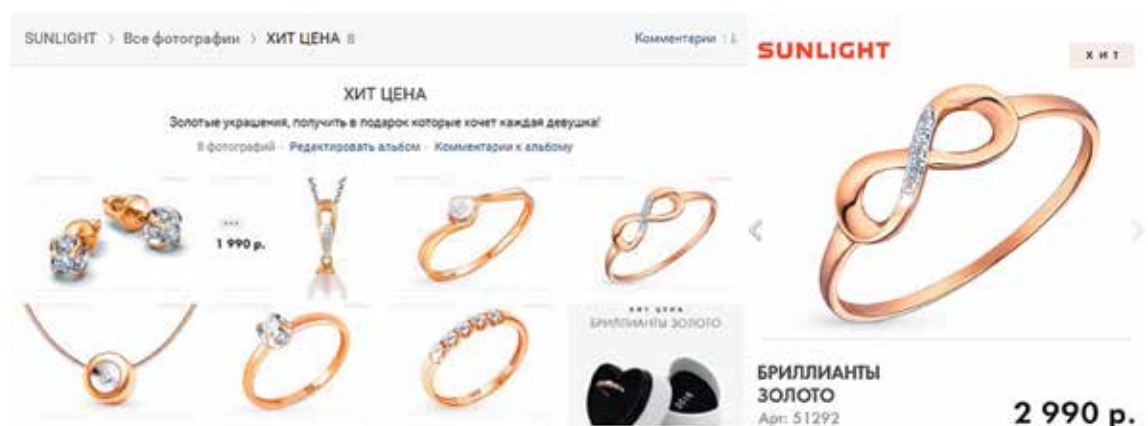 SUNLIGHT > Все фотографии > ХИТ ЦЕНА 8
Комментарии
ХИТ ЦЕНА
Золотые украшения, получить в подарок которые хочет каждая девушка!
8 фотографий · Редактировать альбом · Комментарии к альбому
1 990 р.
ХИТ ЦЕНА
БРИЛЛИАНТЫ ЗОЛОТО
2016
SUNLIGHT
ХИТ
БРИЛЛИАНТЫ
ЗОЛОТО
Арт: 51292
2 990 р.